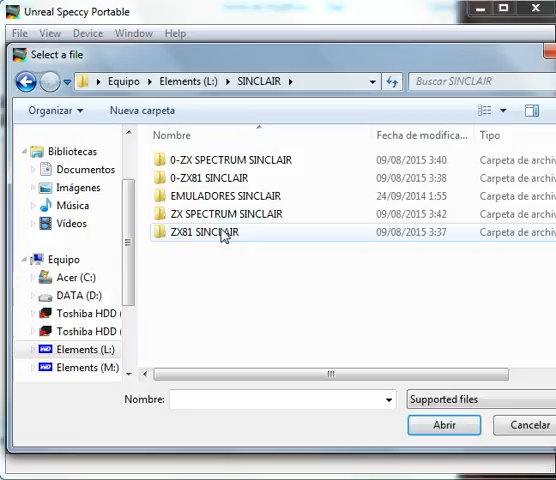 Unreal Speccy Portable
File View Device Window Help
Select a file
Equipo Elements (L:) SINCLAIR
Buscar SINCLAIR
Organizar Nueva carpeta
Nombre Fecha de modifica... Tipo
Bibliotecas
Documentos
Imágenes
Música
Vídeos
Equipo
Acer (C:)
DATA (D:)
Toshiba HDD (
Toshiba HDD (
Elements (L:)
Elements (M:)
0-ZX SPECTRUM SINCLAIR 09/08/2015 3:40 Carpeta de archiv
0-ZX81 SINCLAIR 09/08/2015 3:38 Carpeta de archiv
EMULADORES SINCLAIR 24/09/2014 1:55 Carpeta de archiv
ZX SPECTRUM SINCLAIR 09/08/2015 3:42 Carpeta de archiv
ZX81 SINCLAIR 09/08/2015 3:37 Carpeta de archiv
Nombre:
Supported files
Abrir Cancelar